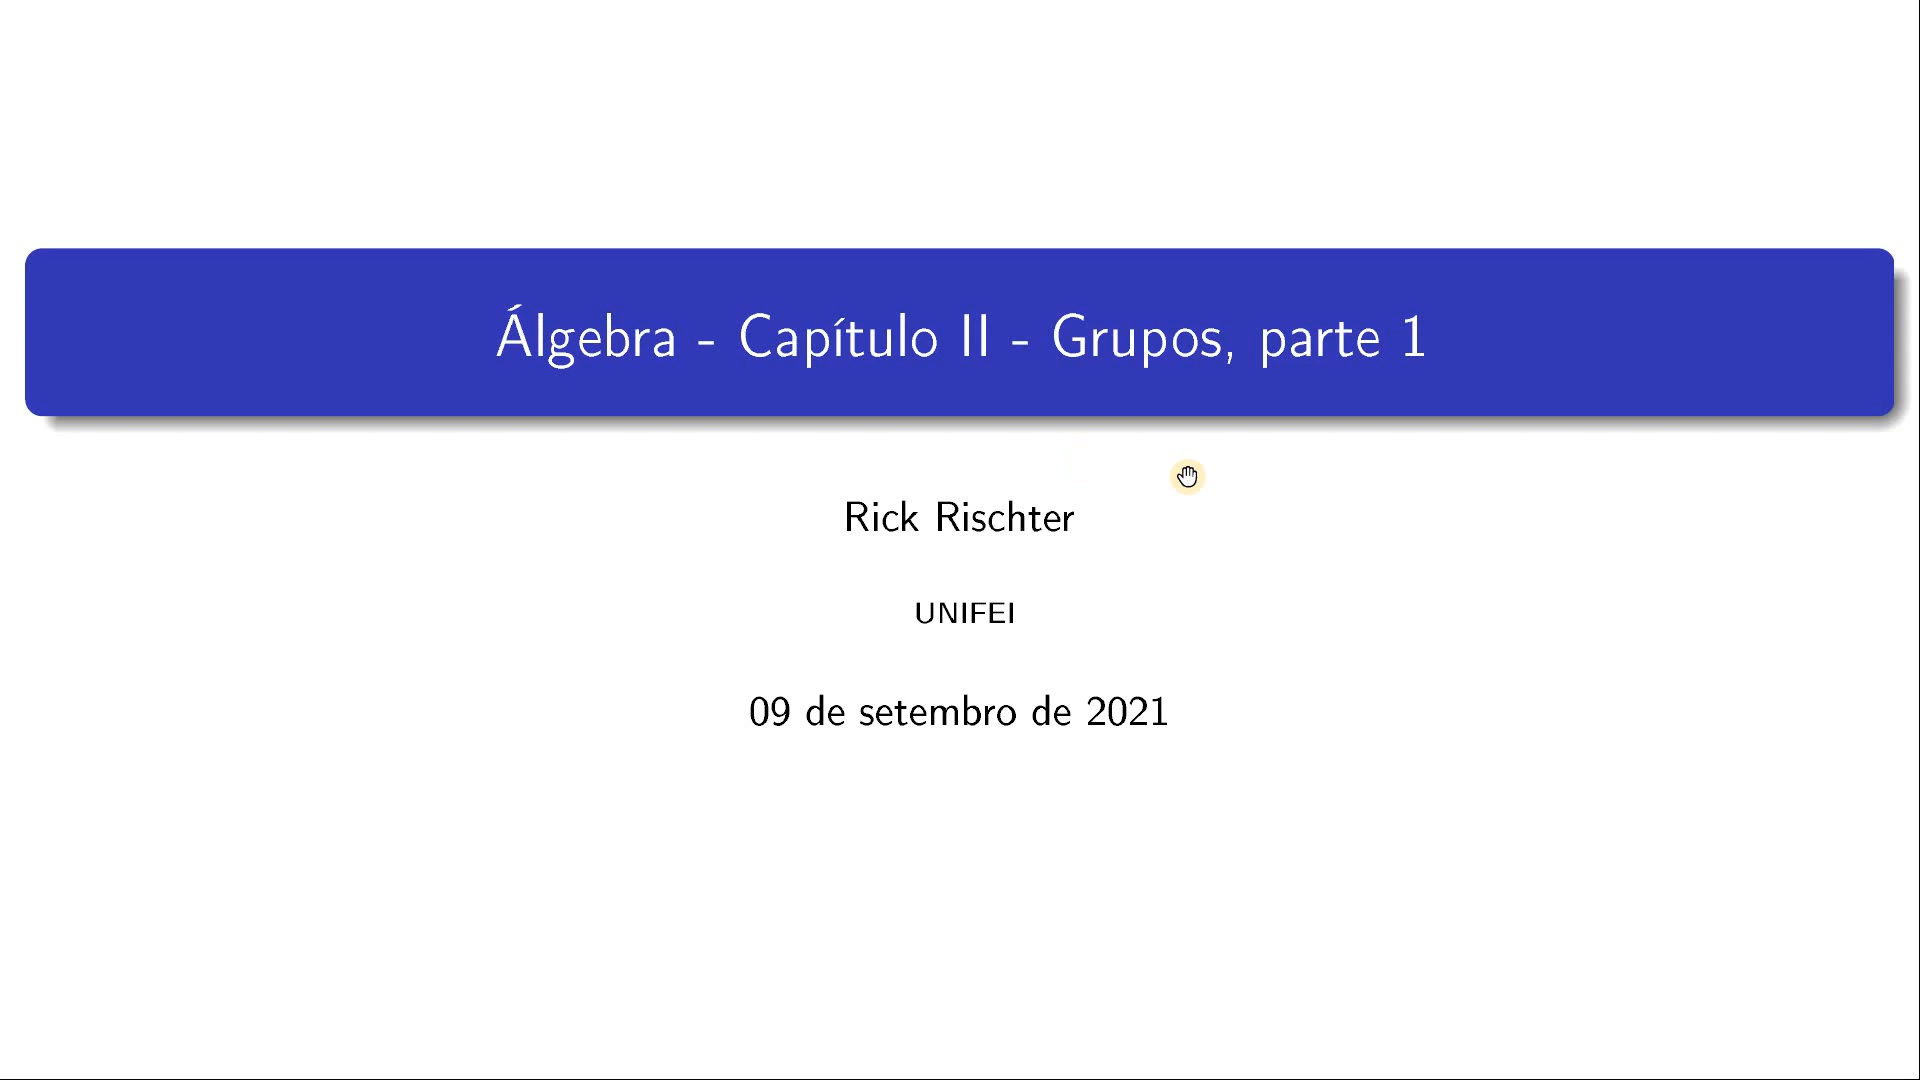 Álgebra - Capítulo II - Grupos, parte 1
Rick Rischter
UNIFEI
09 de setembro de 2021